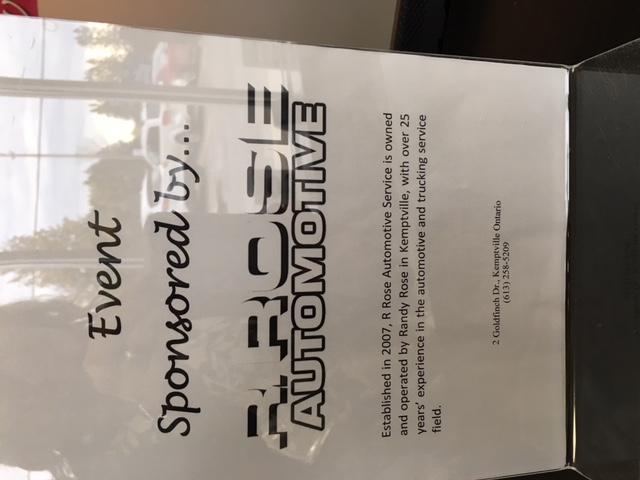 Event
Sponsored by...
R ROSE
AUTOMOTIVE
Established in 2007, R Rose Automotive Service is owned
and operated by Randy Rose in Kemptville, with over 25
years' experience in the automotive and trucking service
field.
2 Goldfinch Dr., Kemptville Ontario
(613) 258-5209